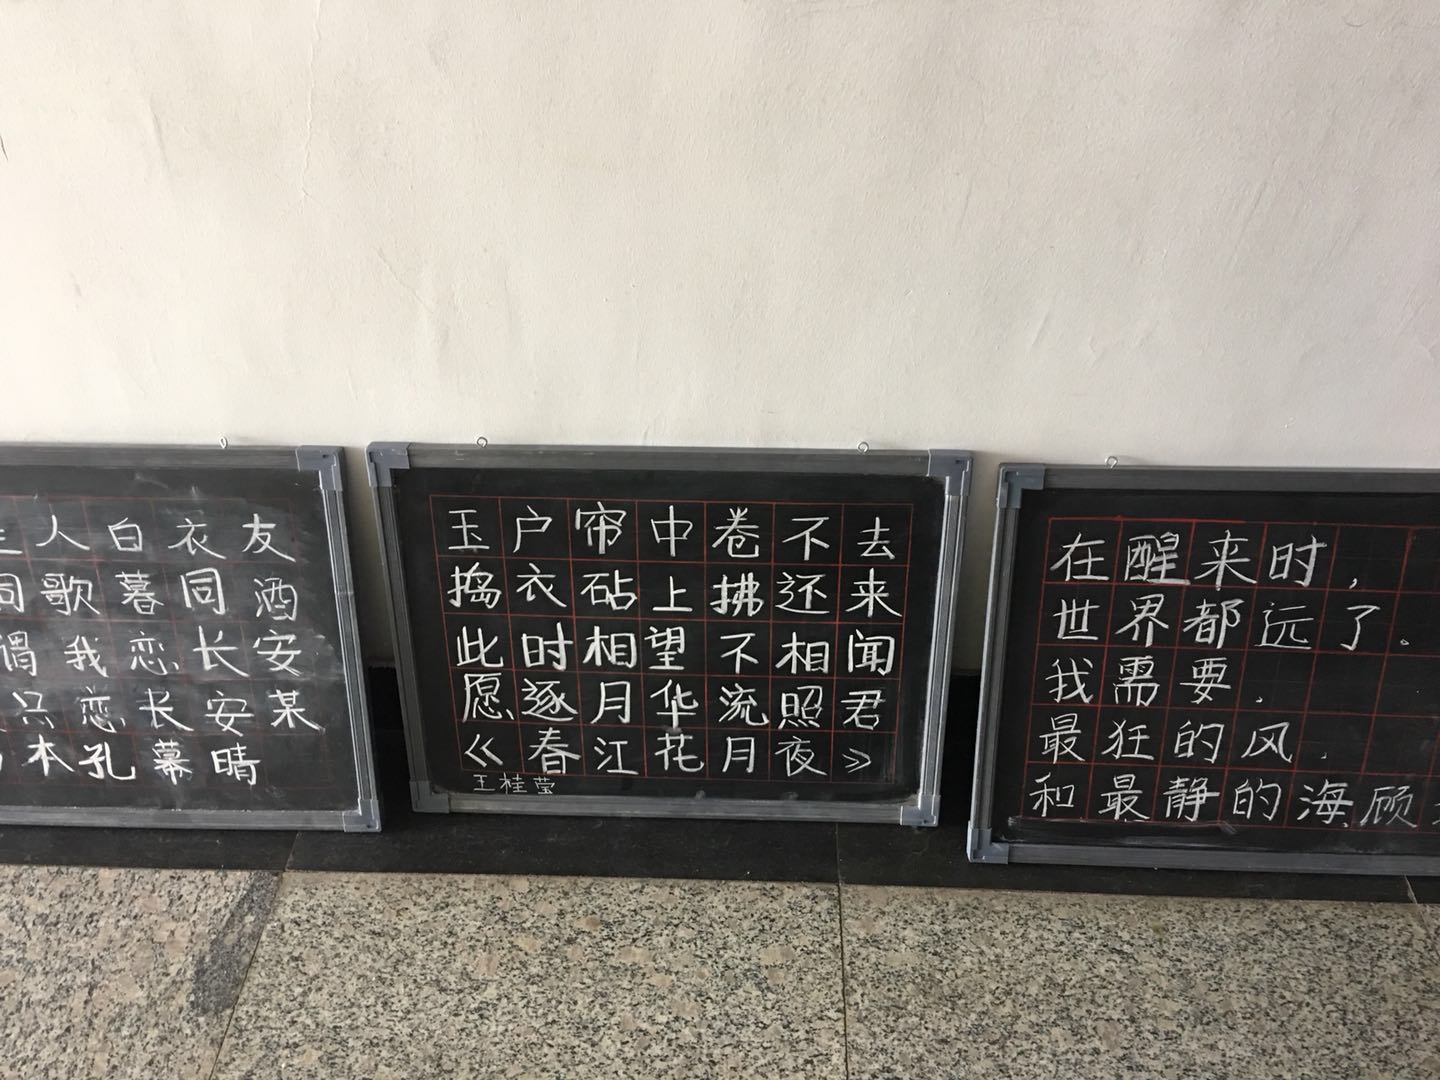 人白衣友
同歌暮同酒
谓我恋长安
只恋长安某
本孔幕晴
玉户帘中卷不去
捣衣砧上拂还来
此时相望不相闻
愿逐月华流照君
《春江花月夜》
王桂莹
在醒来时，
世界都远了。
我需要，
最狂的风，
和最静的海顾